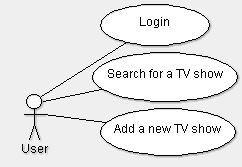 Login
Search for a TV show
Add a new TV show
User